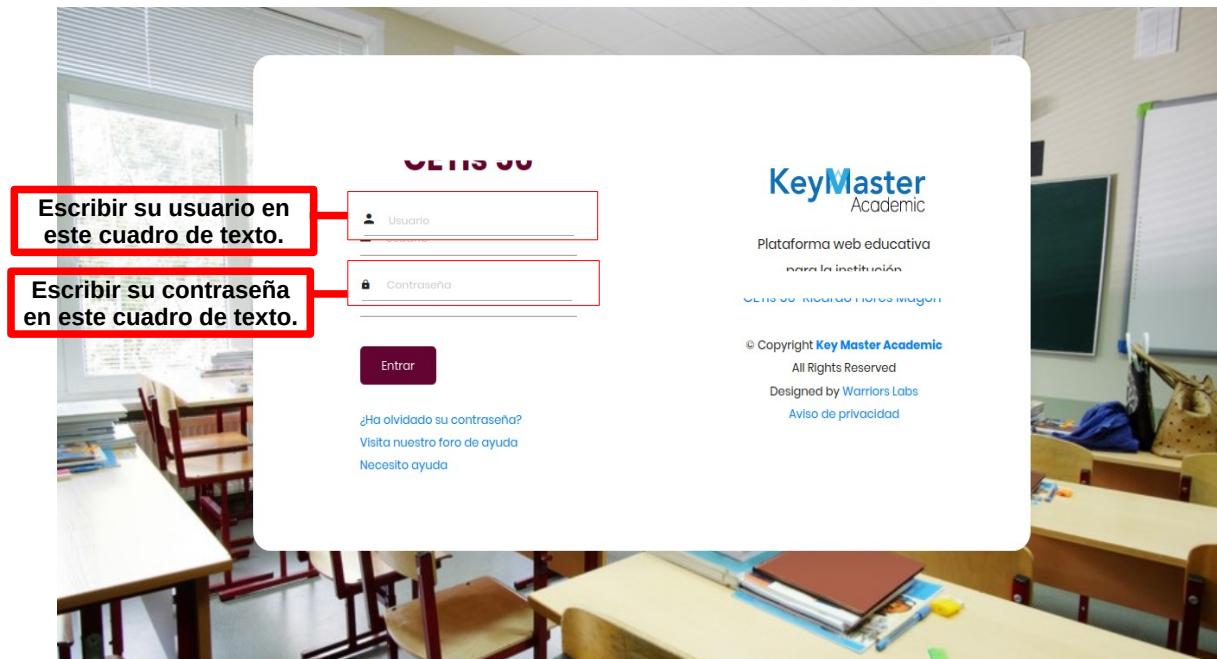 Escribir su usuario en
este cuadro de texto.
Escribir su contraseña
en este cuadro de texto.
Usuario
Contraseña
Entrar
¿Ha olvidado su contraseña?
Visita nuestro foro de ayuda
Necesito ayuda
KeyMaster
Academic
Plataforma web educativa
para la institución
© Copyright Key Master Academic
All Rights Reserved
Designed by Warriors Labs
Aviso de privacidad